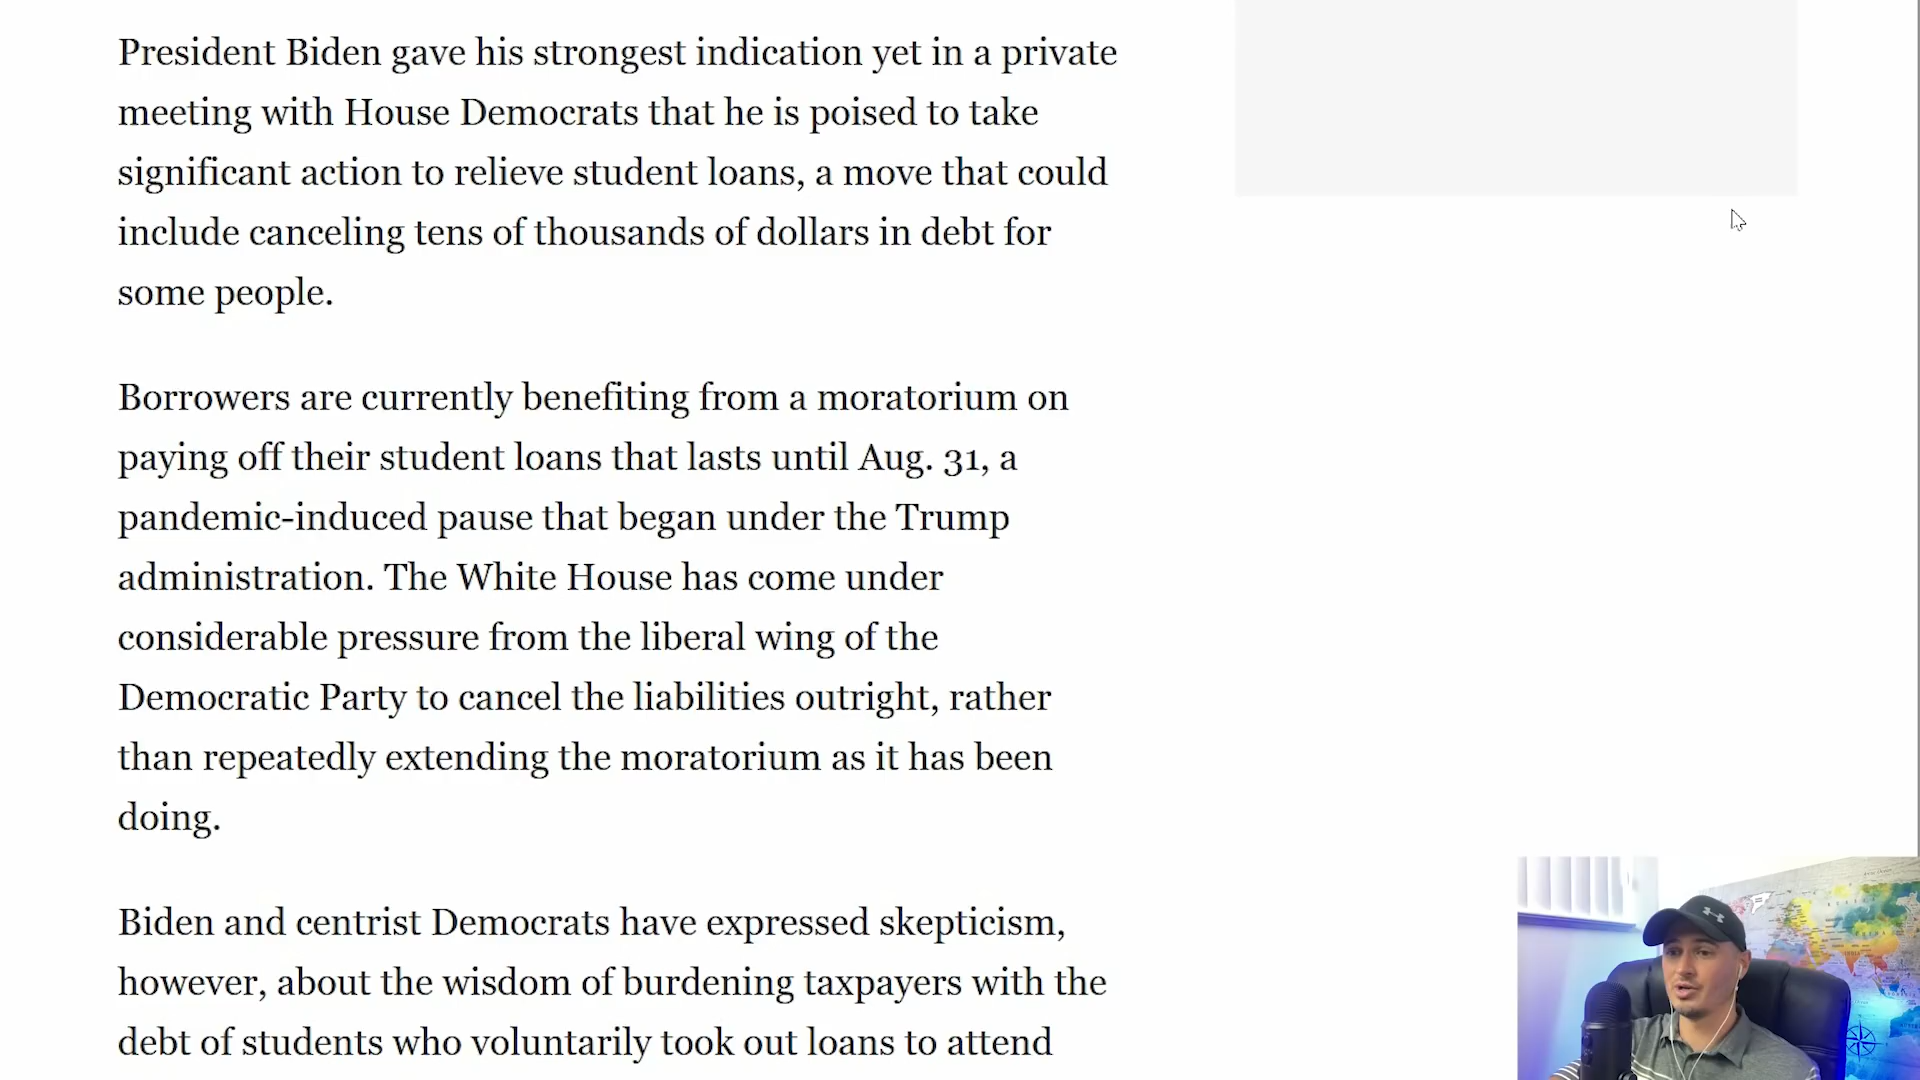 President Biden gave his strongest indication yet in a private
meeting with House Democrats that he is poised to take
significant action to relieve student loans, a move that could
include canceling tens of thousands of dollars in debt for
some people.
Borrowers are currently benefiting from a moratorium on
paying off their student loans that lasts until Aug. 31, a
pandemic-induced pause that began under the Trump
administration. The White House has come under
considerable pressure from the liberal wing of the
Democratic Party to cancel the liabilities outright, rather
than repeatedly extending the moratorium as it has been
doing.
Biden and centrist Democrats have expressed skepticism,
however, about the wisdom of burdening taxpayers with the
debt of students who voluntarily took out loans to attend